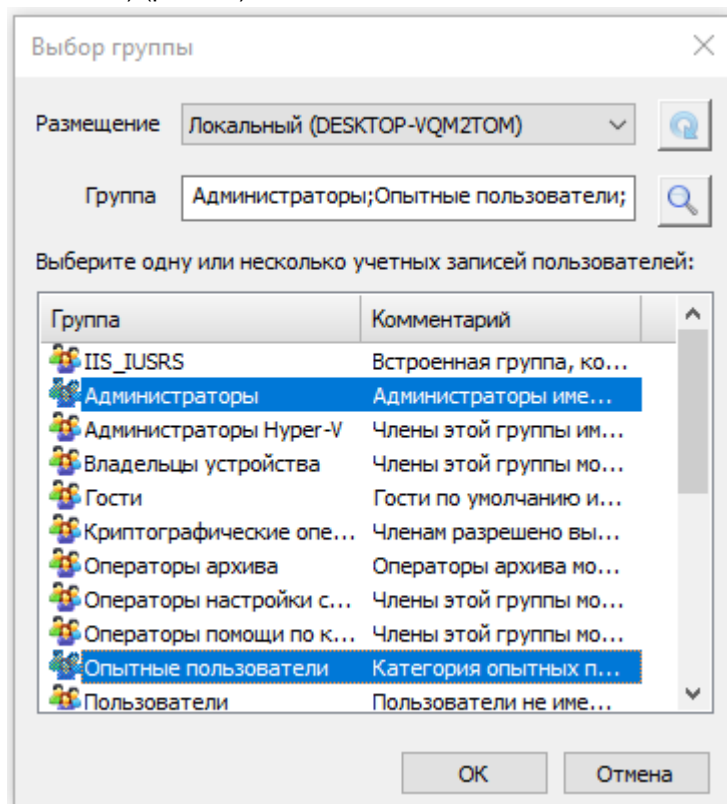 Выбор группы
Размещение Локальный (DESKTOP-VQM2TOM)
Группа Администраторы;Опытные пользователи;
Выберите одну или несколько учетных записей пользователей:
Группа Комментарий
IIS_IUSRS Встроенная группа, ко...
Администраторы Администраторы име...
Администраторы Hyper-V Члены этой группы им...
Владельцы устройства Члены этой группы мо...
Гости Гости по умолчанию и...
Криптографические опе... Членам разрешено вы...
Операторы архива Операторы архива мо...
Операторы настройки с... Члены этой группы мо...
Операторы помощи по к... Члены этой группы мо...
Опытные пользователи Категория опытных п...
Пользователи Пользователи не име...
ОК Отмена